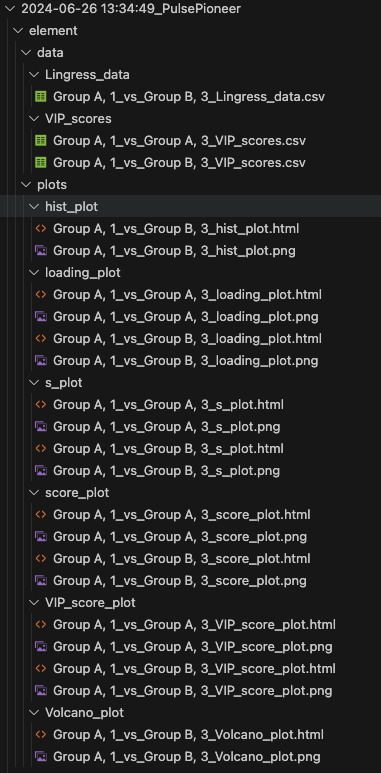 2024-06-26 13:34:49_PulsePioneer
element
data
Lingress_data
Group A, 1_vs_Group B, 3_Lingress_data.csv
VIP_scores
Group A, 1_vs_Group A, 3_VIP_scores.csv
Group A, 1_vs_Group B, 3_VIP_scores.csv
plots
hist_plot
Group A, 1_vs_Group B, 3_hist_plot.html
Group A, 1_vs_Group B, 3_hist_plot.png
loading_plot
Group A, 1_vs_Group A, 3_loading_plot.html
Group A, 1_vs_Group A, 3_loading_plot.png
Group A, 1_vs_Group B, 3_loading_plot.html
Group A, 1_vs_Group B, 3_loading_plot.png
s_plot
Group A, 1_vs_Group A, 3_s_plot.html
Group A, 1_vs_Group A, 3_s_plot.png
Group A, 1_vs_Group B, 3_s_plot.html
Group A, 1_vs_Group B, 3_s_plot.png
score_plot
Group A, 1_vs_Group A, 3_score_plot.html
Group A, 1_vs_Group A, 3_score_plot.png
Group A, 1_vs_Group B, 3_score_plot.html
Group A, 1_vs_Group B, 3_score_plot.png
VIP_score_plot
Group A, 1_vs_Group A, 3_VIP_score_plot.html
Group A, 1_vs_Group A, 3_VIP_score_plot.png
Group A, 1_vs_Group B, 3_VIP_score_plot.html
Group A, 1_vs_Group B, 3_VIP_score_plot.png
Volcano_plot
Group A, 1_vs_Group B, 3_Volcano_plot.html
Group A, 1_vs_Group B, 3_Volcano_plot.png